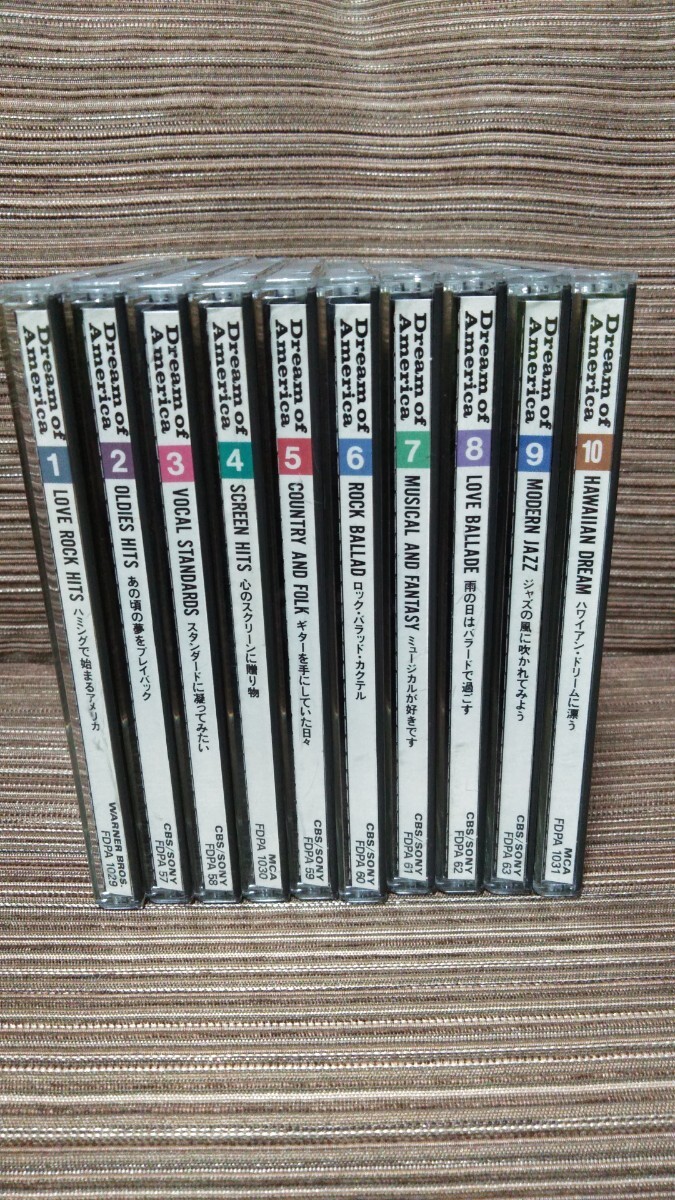 Dream of
America
1
LOVE ROCK HITS ハミングで始まるアメリカ
WARNER BROS.
FDPA 1029
Dream of
America
2
OLDIES HITS あの頃の夢をプレイバック
CBS/SONY
FDPA 57
Dream of
America
3
VOCAL STANDARDS スタンダードに凝ってみたい
CBS/SONY
FDPA 58
Dream of
America
4
SCREEN HITS 心のスクリーンに贈り物
MCA
FDPA 1030
Dream of
America
5
COUNTRY AND FOLK ギターを手にしていた日々
CBS/SONY
FDPA 59
Dream of
America
6
ROCK BALLAD ロック・バラッド・カクテル
CBS/SONY
FDPA 60
Dream of
America
7
MUSICAL AND FANTASY ミュージカルが好きです
CBS/SONY
FDPA 61
Dream of
America
8
LOVE BALLADE 雨の日はバラードで過ごす
CBS/SONY
FDPA 62
Dream of
America
9
MODERN JAZZ ジャズの風に吹かれてみよう
CBS/SONY
FDPA 63
Dream of
America
10
HAWAIIAN DREAM ハワイアン・ドリームに漂う
MCA
FDPA 1031